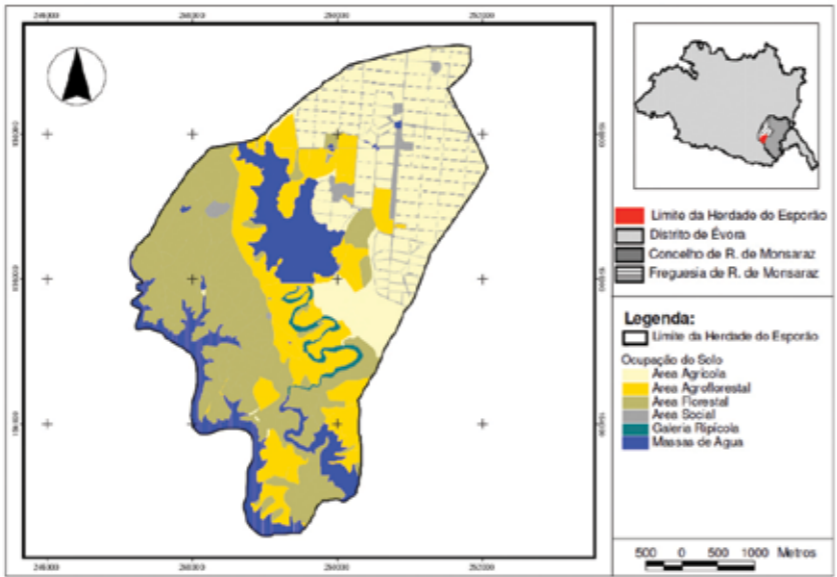 Limite da Herdade do Esporão
Distrito de Évora
Concelho de R. de Monsaraz
Freguesia de R. de Monsaraz
Legenda:
Limite da Herdade do Esporão
Ocupação do Solo
Área Agrícola
Área Agroflorestal
Área Florestal
Área Social
Galeria Ripícola
Massas de Água
500 0 500 1000 Metros